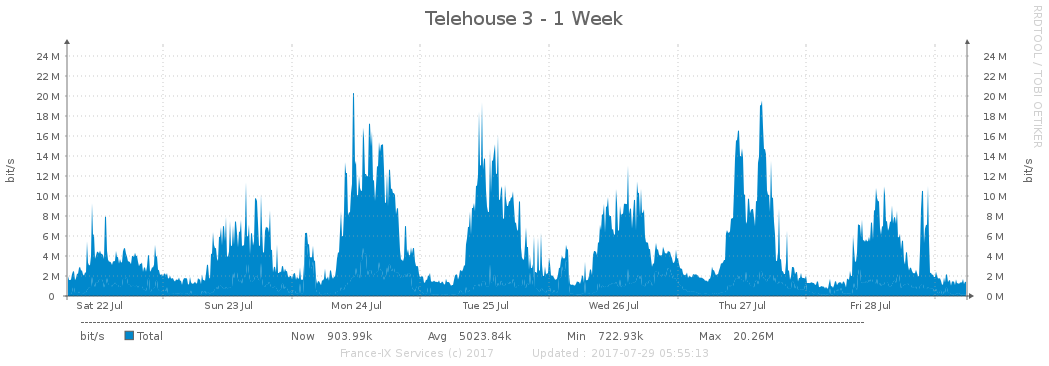 Telehouse 3 - 1 Week
RRDTOOL / TOBI OETIKER
24 M 24 M
22 M 22 M
20 M 20 M
18 M 18 M
16 M 16 M
14 M 14 M
bit/s bit/s
12 M 12 M
10 M 10 M
8 M 8 M
6 M 6 M
4 M 4 M
2 M 2 M
0 0 M
Sat 22 Jul Sun 23 Jul Mon 24 Jul Tue 25 Jul Wed 26 Jul Thu 27 Jul Fri 28 Jul
bit/s Total Now 903.99k Avg 5023.84k Min 722.93k Max 20.26M
France-IX Services (c) 2017 Updated : 2017-07-29 05:55:13